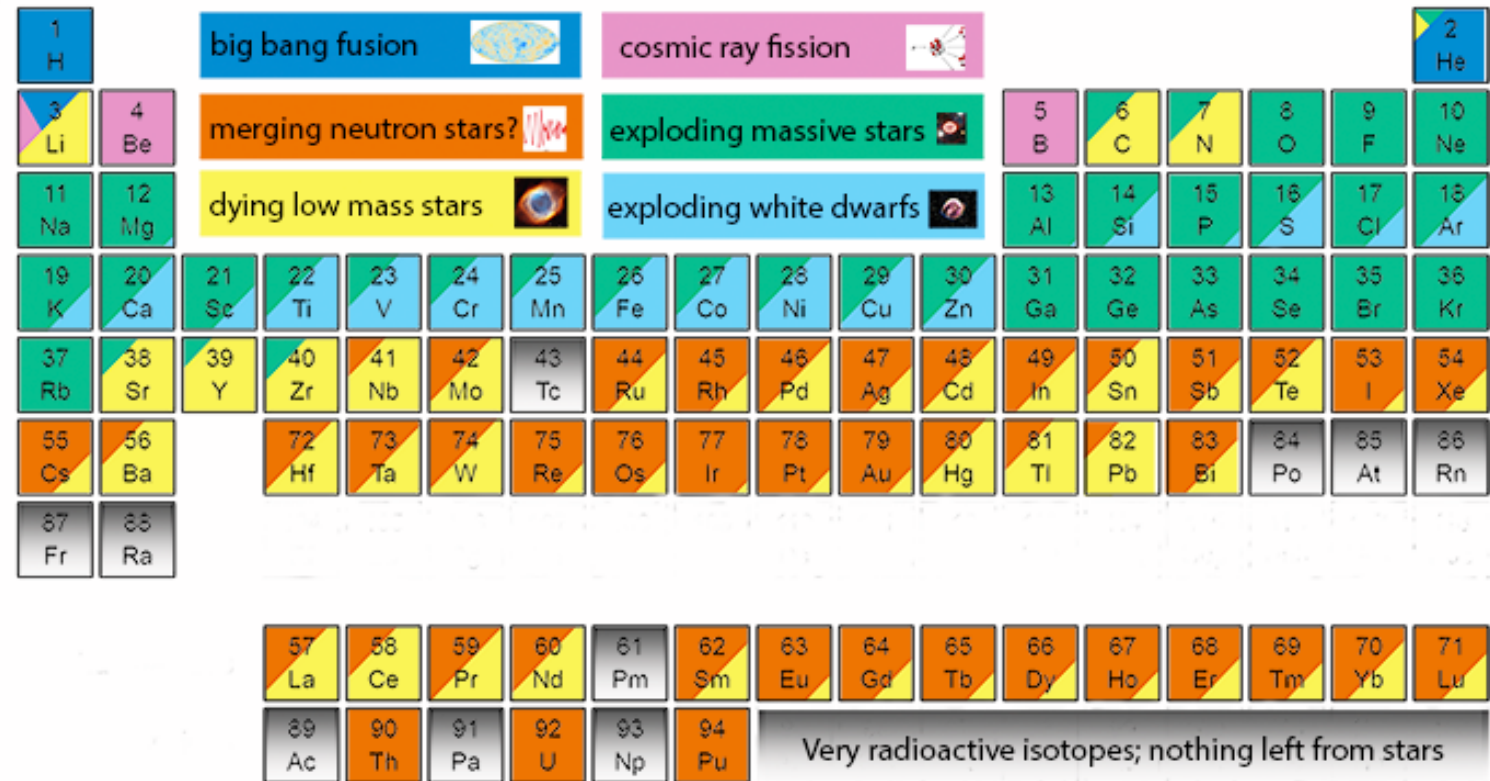 1 2
H He
big bang fusion cosmic ray fission
3 4 5 6 7 8 9 10
Li Be B C N O F Ne
merging neutron stars? exploding massive stars
11 12 13 14 15 16 17 18
Na Mg Al Si P S Cl Ar
dying low mass stars exploding white dwarfs
19 20 21 22 23 24 25 26 27 28 29 30 31 32 33 34 35 36
K Ca Sc Ti V Cr Mn Fe Co Ni Cu Zn Ga Ge As Se Br Kr
37 38 39 40 41 42 43 44 45 46 47 48 49 50 51 52 53 54
Rb Sr Y Zr Nb Mo Tc Ru Rh Pd Ag Cd In Sn Sb Te I Xe
55 56 72 73 74 75 76 77 78 79 80 81 82 83 84 85 86
Cs Ba Hf Ta W Re Os Ir Pt Au Hg Tl Pb Bi Po At Rn
87 88
Fr Ra
57 58 59 60 61 62 63 64 65 66 67 68 69 70 71
La Ce Pr Nd Pm Sm Eu Gd Tb Dy Ho Er Tm Yb Lu
89 90 91 92 93 94
Ac Th Pa U Np Pu
Very radioactive isotopes; nothing left from stars